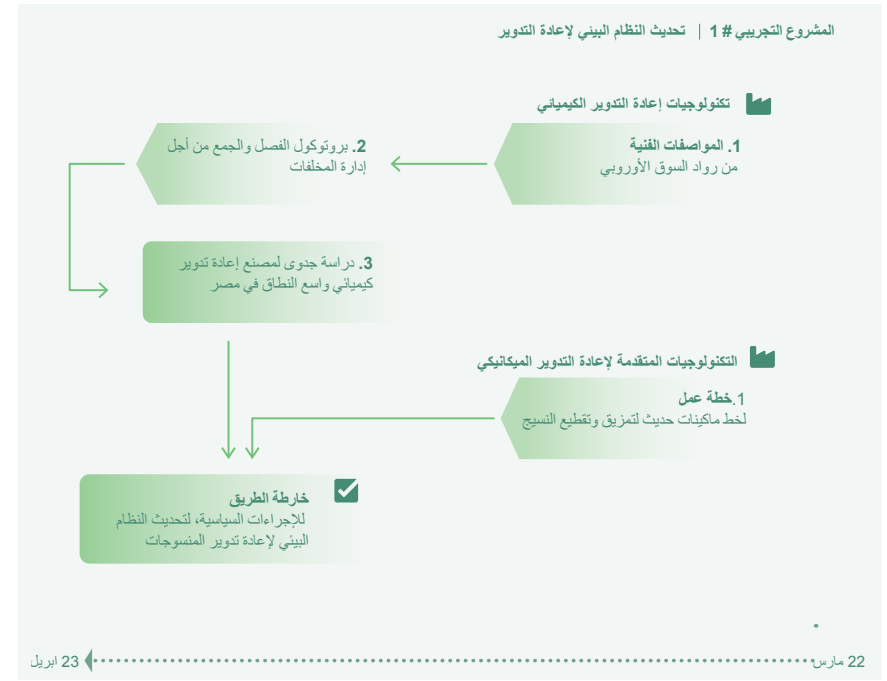 المشروع التجريبي # 1 | تحديث النظام البيئي لإعادة التدوير
تكنولوجيات إعادة التدوير الكيميائي
1. المواصفات الفنية
من رواد السوق الأوروبي
2. بروتوكول الفصل والجمع من أجل
إدارة المخلفات
3. دراسة جدوى لمصنع إعادة تدوير
كيميائي واسع النطاق في مصر
التكنولوجيات المتقدمة لإعادة التدوير الميكانيكي
1.خطة عمل
لخط ماكينات حديث لتمزيق وتقطيع النسيج
خارطة الطريق
للإجراءات السياسية، لتحديث النظام
البيئي لإعادة تدوير المنسوجات
22 مارس
23 ابريل